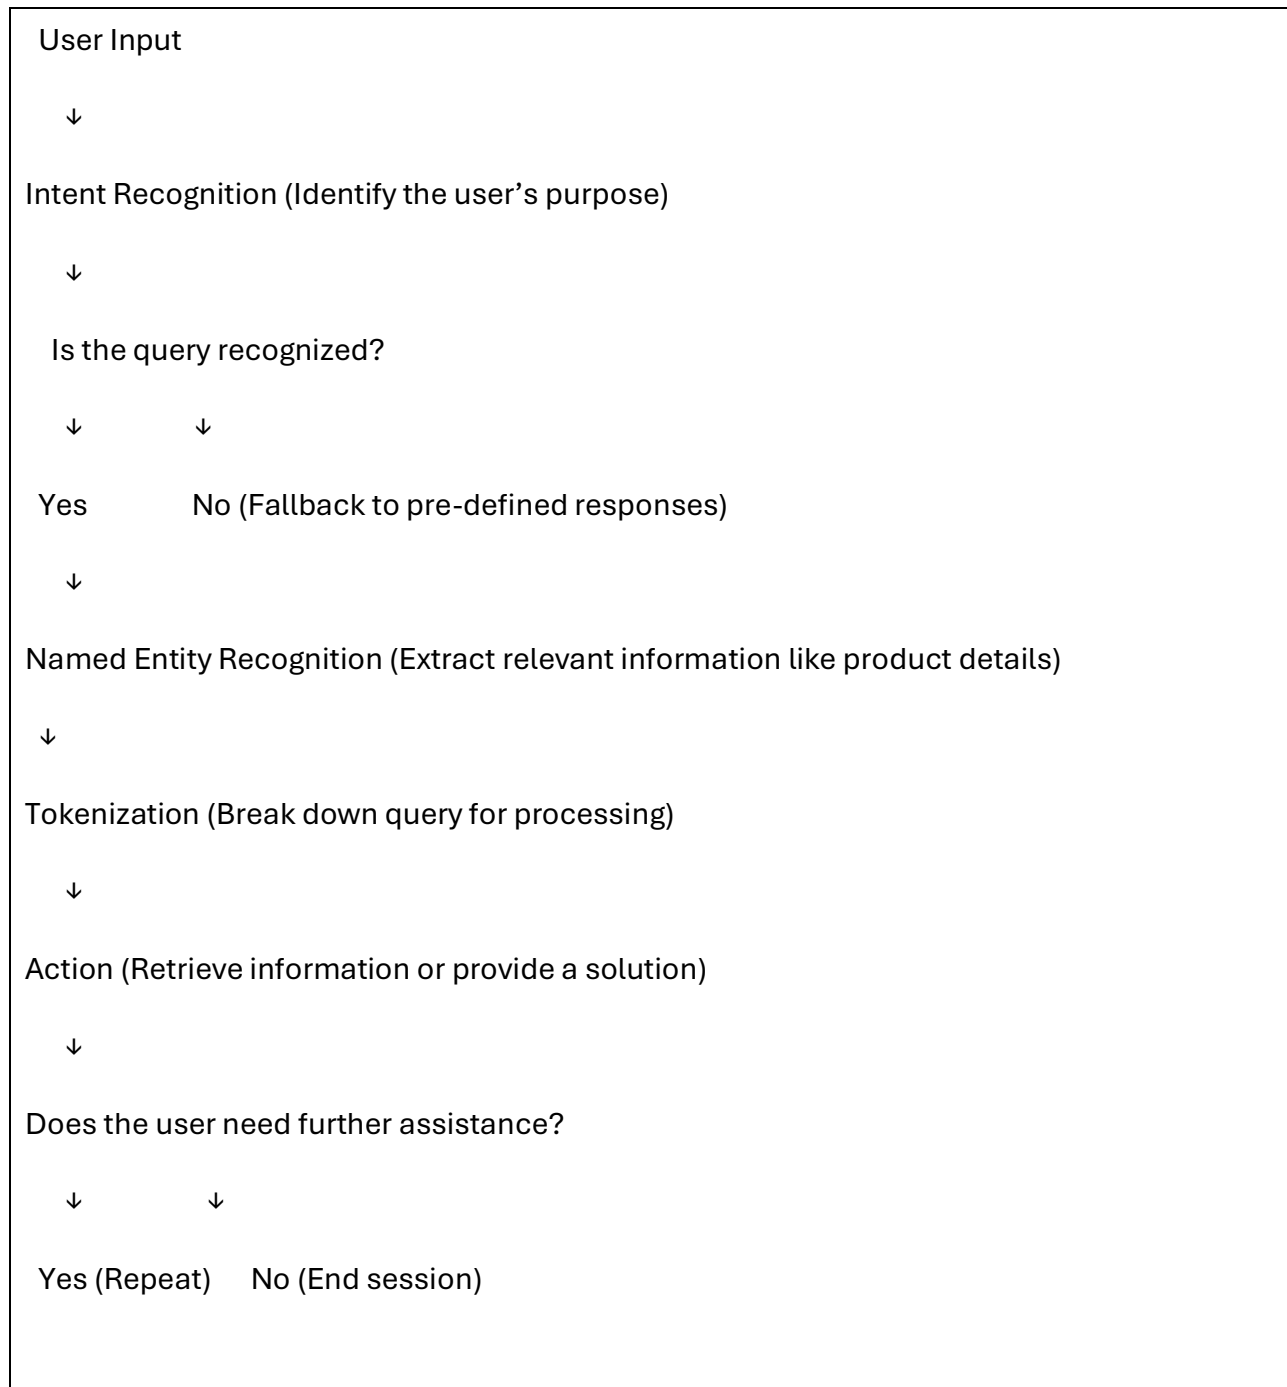 User Input
↓
Intent Recognition (Identify the user’s purpose)
↓
Is the query recognized?
↓ ↓
Yes No (Fallback to pre-defined responses)
↓
Named Entity Recognition (Extract relevant information like product details)
↓
Tokenization (Break down query for processing)
↓
Action (Retrieve information or provide a solution)
↓
Does the user need further assistance?
↓ ↓
Yes (Repeat) No (End session)